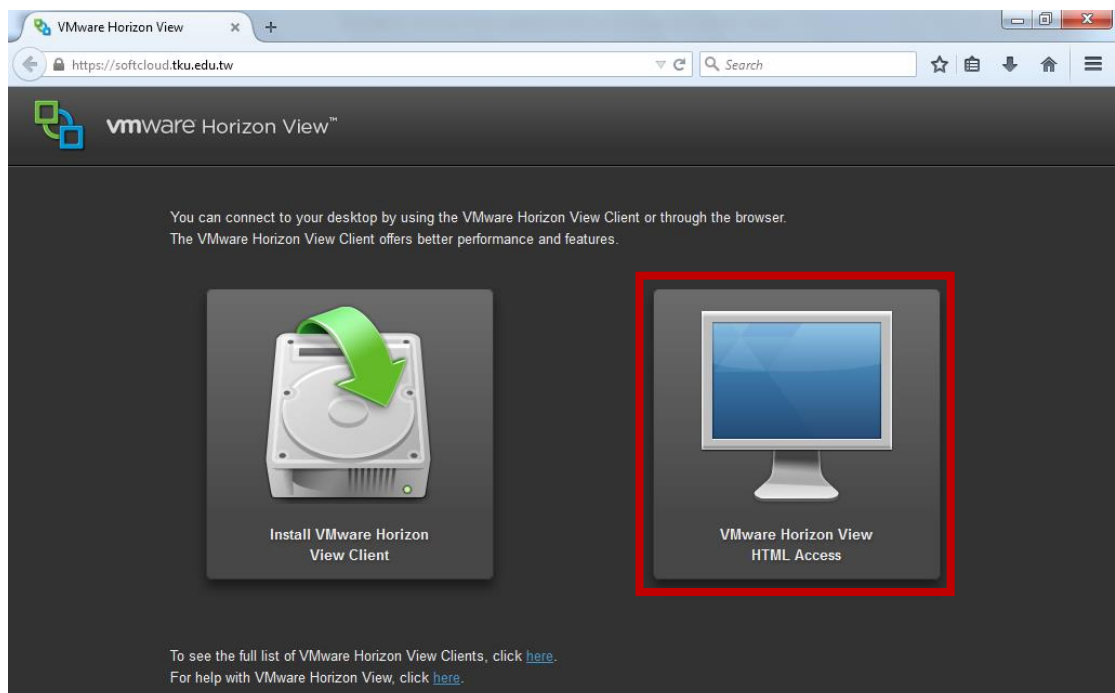 VMware Horizon View
https://softcloud.tku.edu.tw
Search
vmware Horizon View™
You can connect to your desktop by using the VMware Horizon View Client or through the browser.
The VMware Horizon View Client offers better performance and features.
Install VMware Horizon
View Client
VMware Horizon View
HTML Access
To see the full list of VMware Horizon View Clients, click here.
For help with VMware Horizon View, click here.